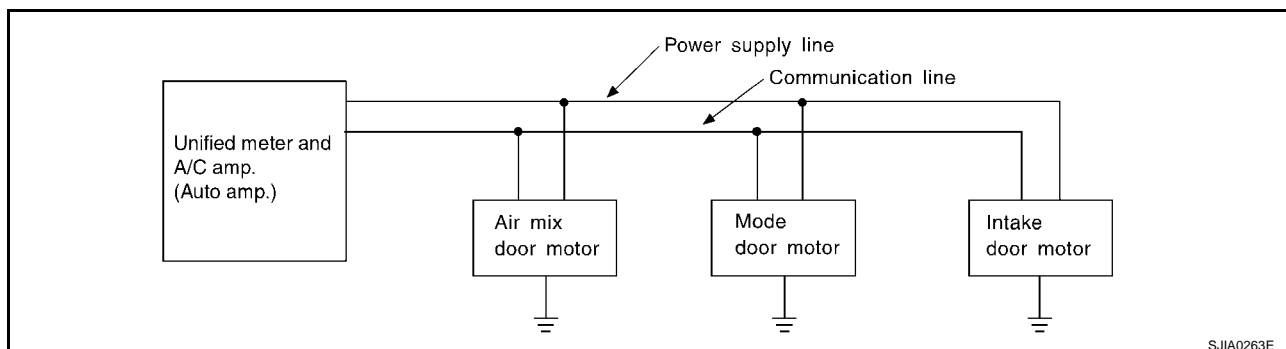 Power supply line
Communication line
Unified meter and
A/C amp.
(Auto amp.)
Air mix
door motor
Mode
door motor
Intake
door motor
SJIA0263E